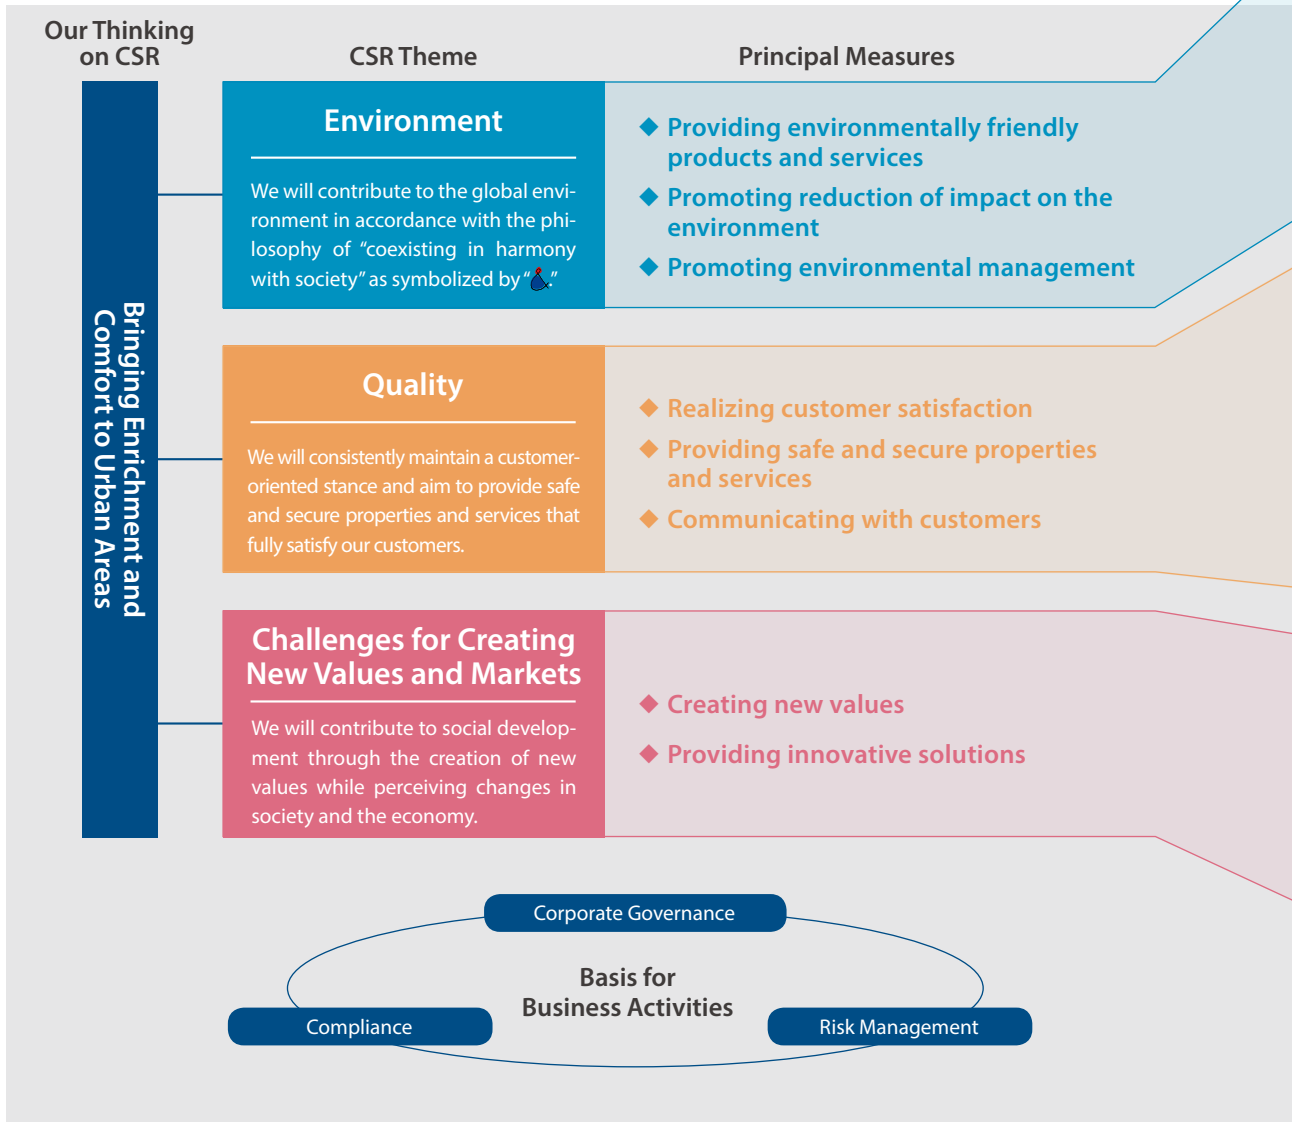 Our Thinking
on CSR
CSR Theme
Principal Measures
Bringing Enrichment and
Comfort to Urban Areas
Environment
We will contribute to the global envi-
ronment in accordance with the phi-
losophy of “coexisting in harmony
with society” as symbolized by “ .”
◆ Providing environmentally friendly
products and services
◆ Promoting reduction of impact on the
environment
◆ Promoting environmental management
Quality
We will consistently maintain a customer-
oriented stance and aim to provide safe
and secure properties and services that
fully satisfy our customers.
◆ Realizing customer satisfaction
◆ Providing safe and secure properties
and services
◆ Communicating with customers
Challenges for Creating
New Values and Markets
We will contribute to social develop-
ment through the creation of new
values while perceiving changes in
society and the economy.
◆ Creating new values
◆ Providing innovative solutions
Corporate Governance
Basis for
Business Activities
Compliance
Risk Management